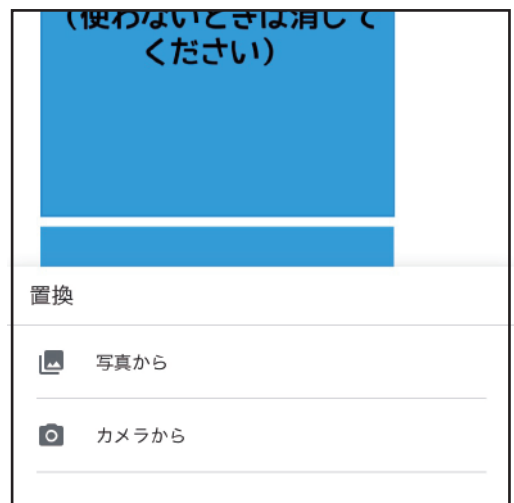 （使わないときは消して
ください）
置換
写真から
カメラから